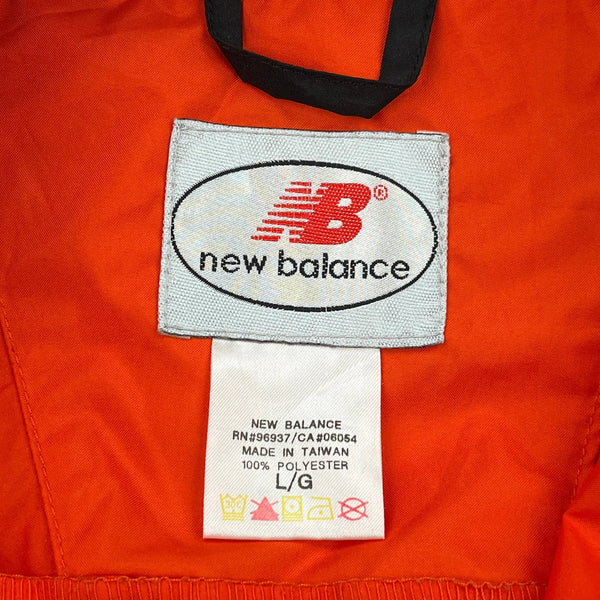 NB®
new balance
NEW BALANCE
RN#96937/CA#06054
MADE IN TAIWAN
100% POLYESTER
L/G